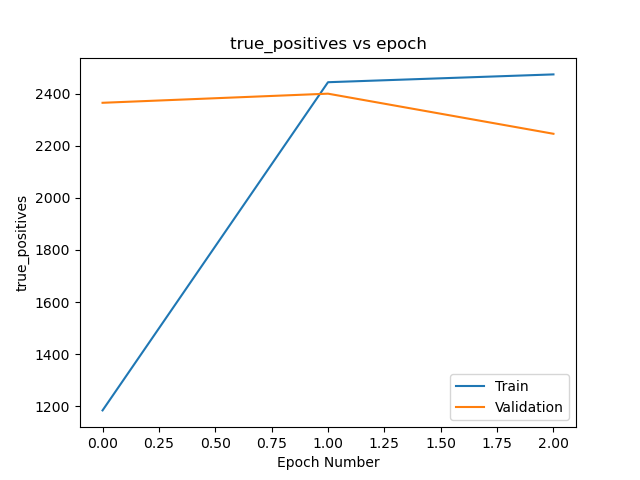 true_positives vs epoch
true_positives
2400
2200
2000
1800
1600
1400
1200
0.00 0.25 0.50 0.75 1.00 1.25 1.50 1.75 2.00
Epoch Number
Train
Validation